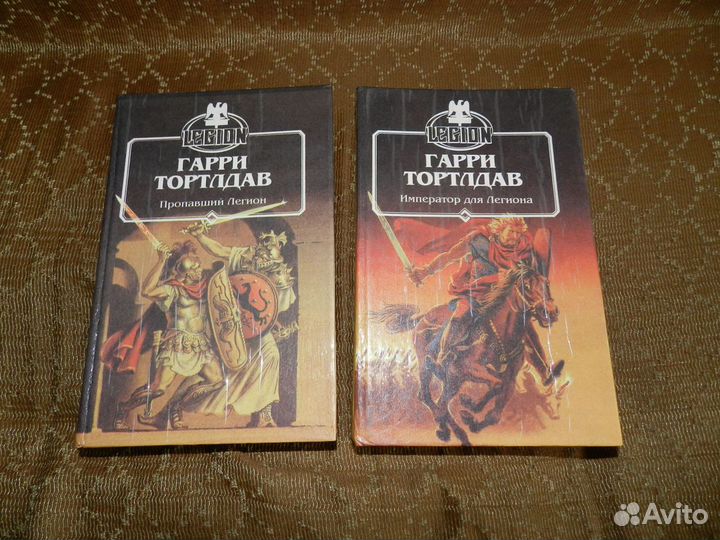 LEGION
ГАРРИ
ТОРТЛДАВ
Пропавший Легион
LEGION
ГАРРИ
ТОРТЛДАВ
Император для Легиона
Avito